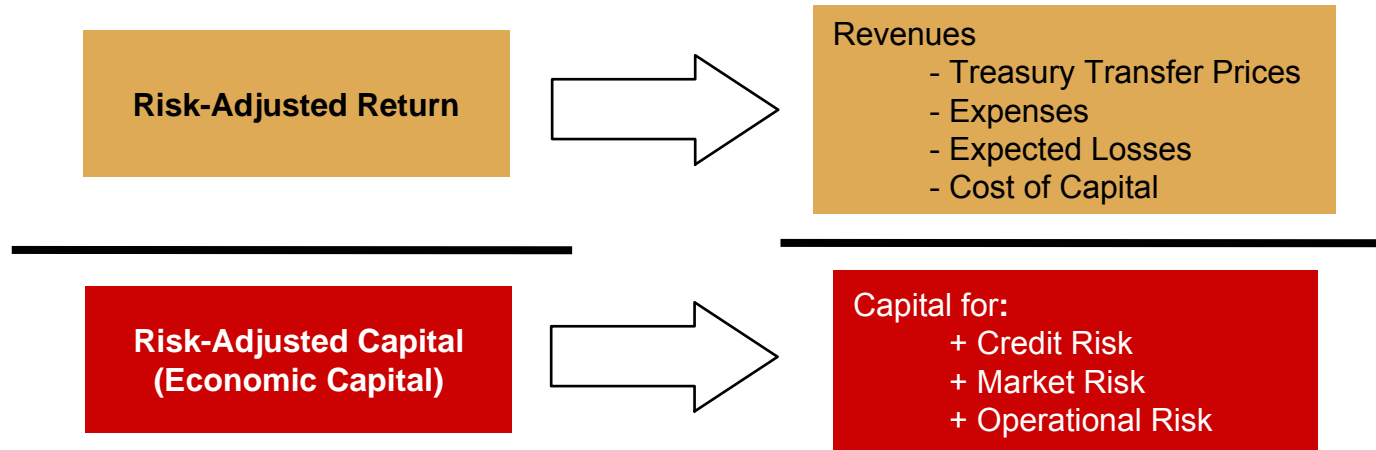 Risk-Adjusted Return
Revenues
- Treasury Transfer Prices
- Expenses
- Expected Losses
- Cost of Capital
Risk-Adjusted Capital
(Economic Capital)
Capital for:
+ Credit Risk
+ Market Risk
+ Operational Risk